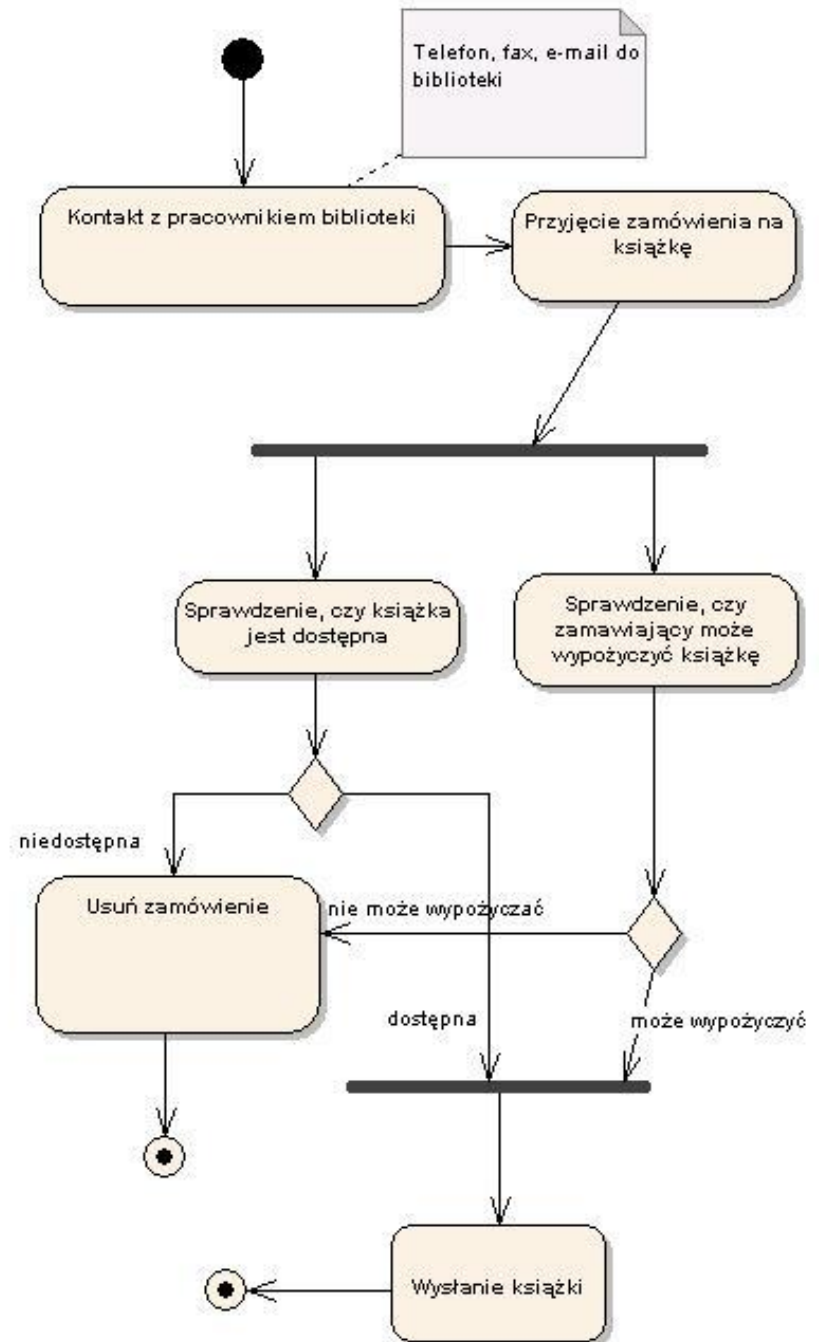 Telefon, fax, e-mail do
biblioteki
Kontakt z pracownikiem biblioteki
Przyjęcie zamówienia na
książkę
Sprawdzenie, czy książka
jest dostępna
Sprawdzenie, czy
zamawiający może
wypożyczyć książkę
niedostępna
Usuń zamówienie
nie może wypożyczać
dostępna
może wypożyczyć
Wysłanie książki